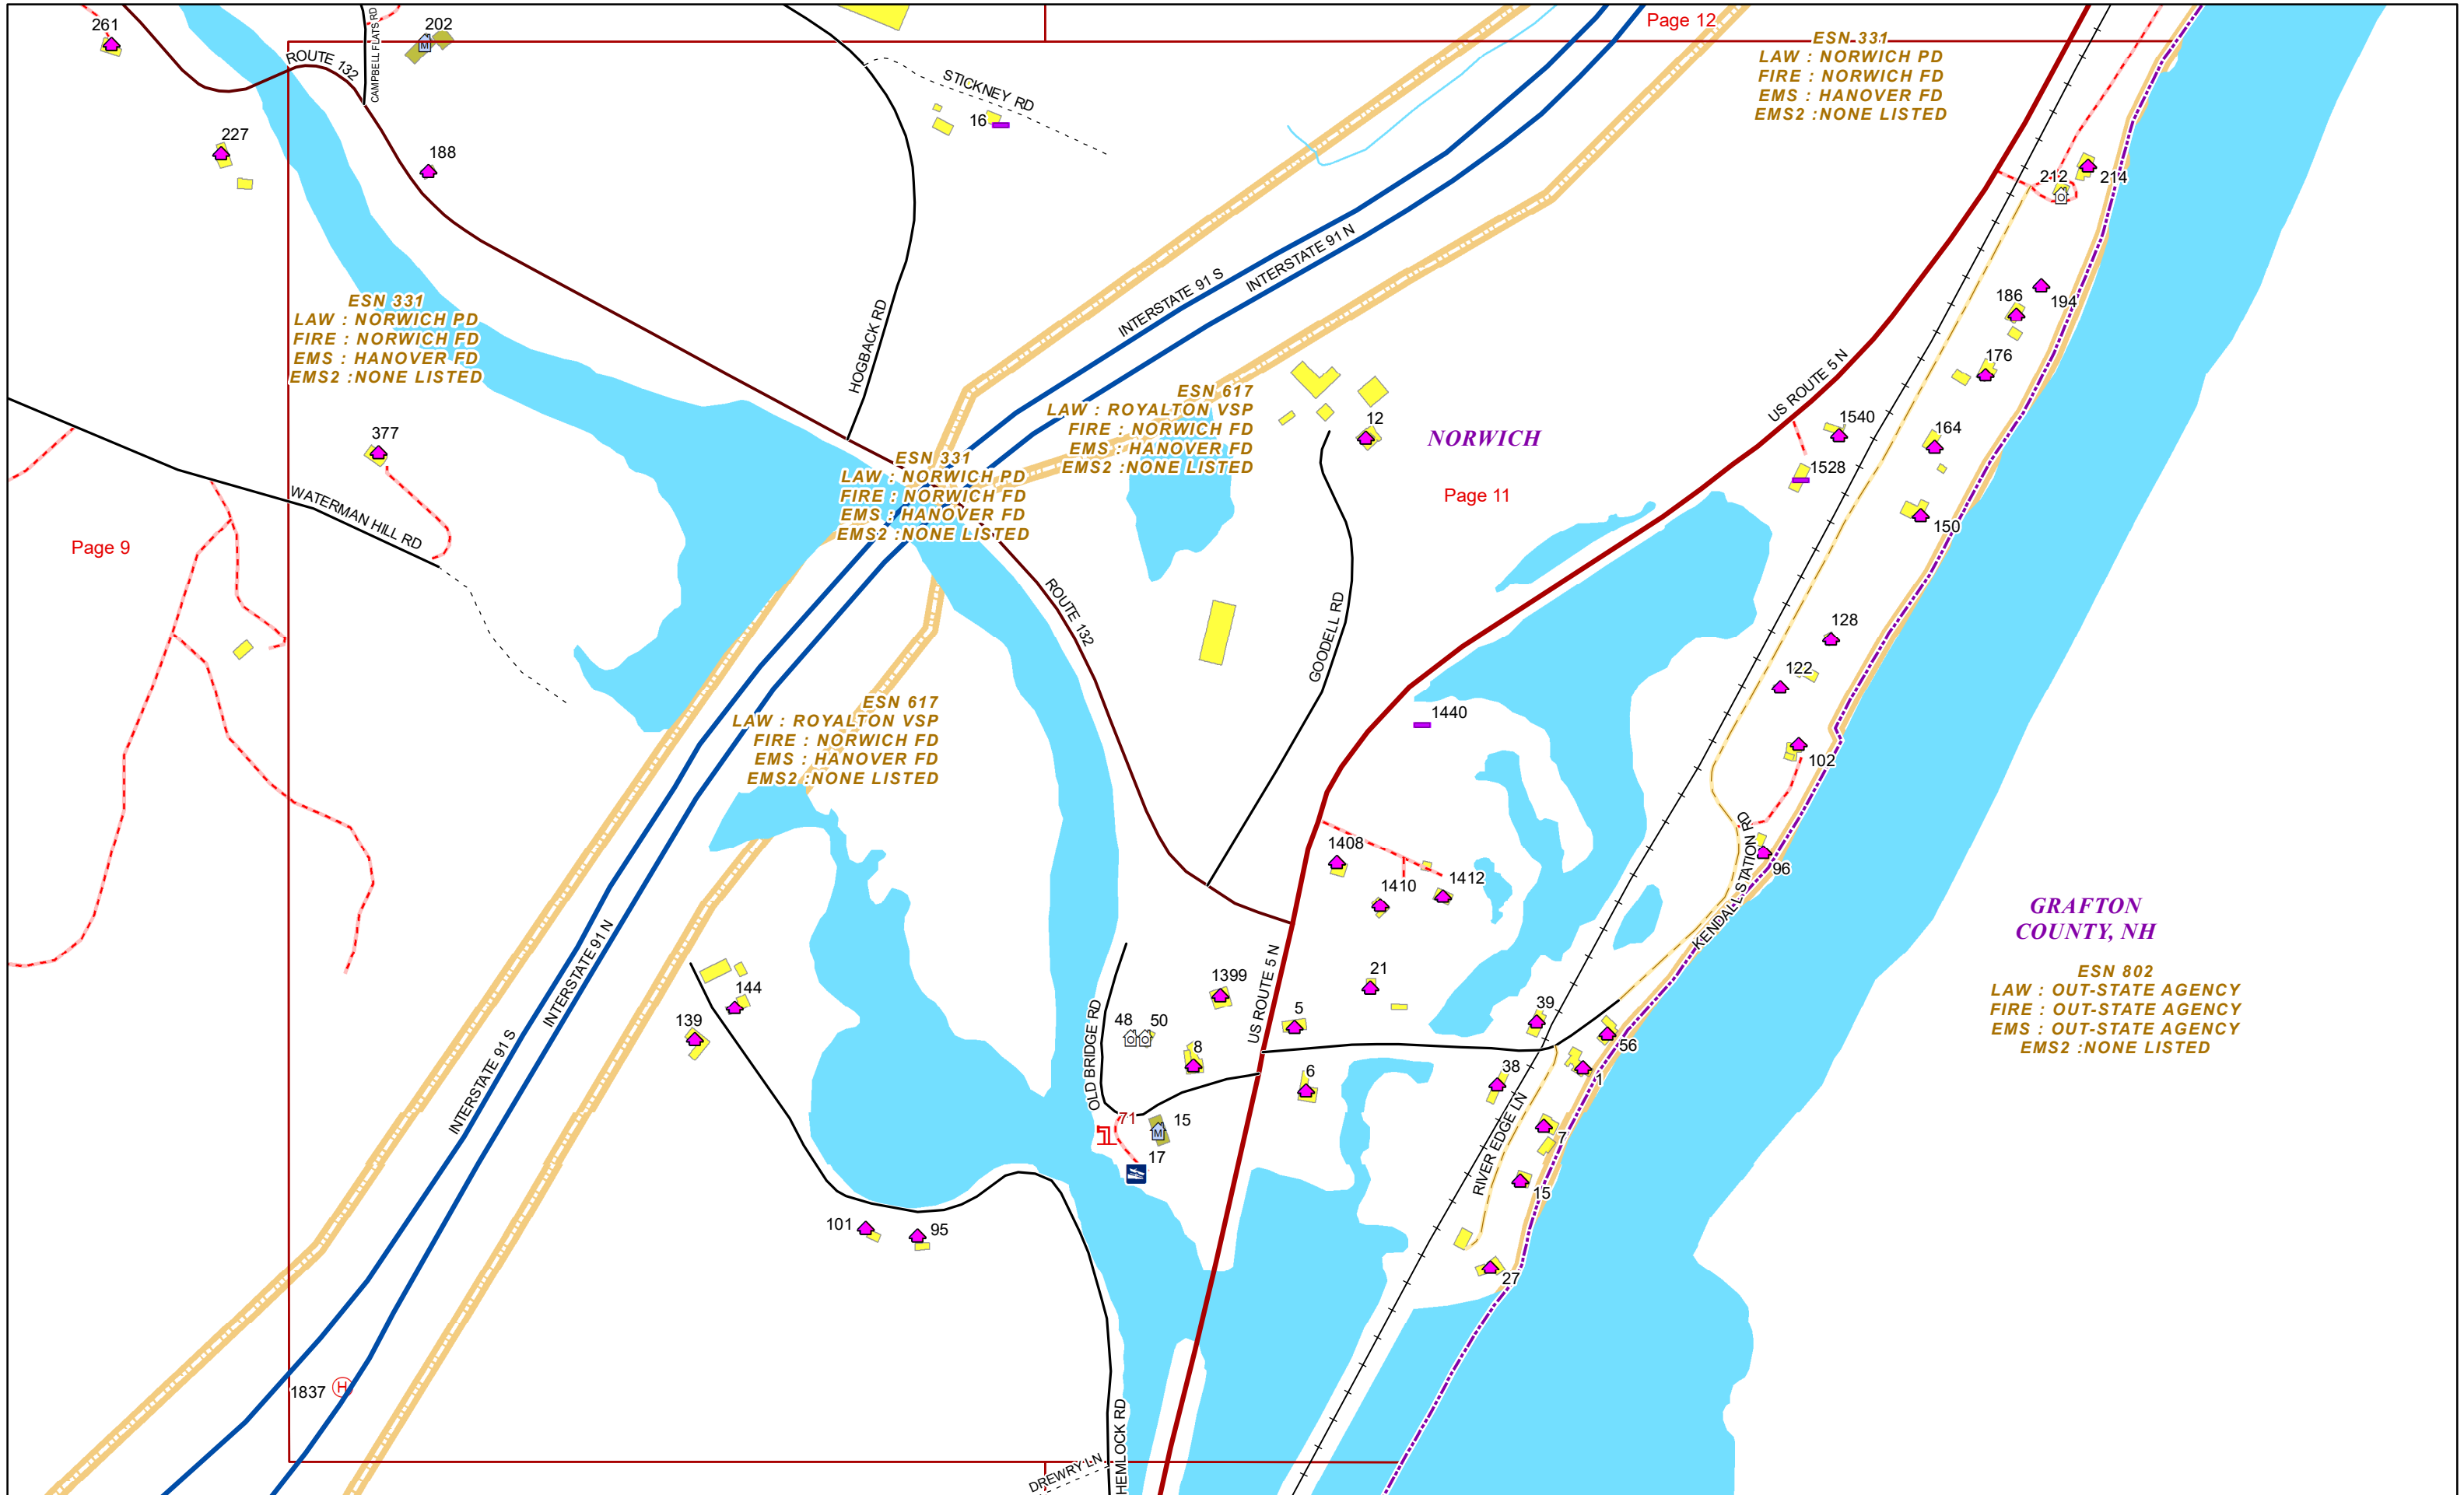 261
202
CAMPBELL FLATS RD
ROUTE 132
Page 12
ESN 331
LAW : NORWICH PD
FIRE : NORWICH FD
EMS : HANOVER FD
EMS2 :NONE LISTED
STICKNEY RD
16
227
188
212
214
ESN 331
LAW : NORWICH PD
FIRE : NORWICH FD
EMS : HANOVER FD
EMS2 :NONE LISTED
HOGBACK RD
INTERSTATE 91 S
INTERSTATE 91 N
194
186
176
US ROUTE 5 N
ESN 617
LAW : ROYALTON VSP
FIRE : NORWICH FD
EMS : HANOVER FD
EMS2 :NONE LISTED
12
NORWICH
1540
164
377
1528
Page 11
150
ESN 331
LAW : NORWICH PD
FIRE : NORWICH FD
EMS : HANOVER FD
EMS2 :NONE LISTED
WATERMAN HILL RD
Page 9
ROUTE 132
GOODELL RD
128
122
ESN 617
LAW : ROYALTON VSP
FIRE : NORWICH FD
EMS : HANOVER FD
EMS2 :NONE LISTED
1440
102
1408
1410
1412
KENDALL STATION RD
96
GRAFTON
COUNTY, NH
ESN 802
LAW : OUT-STATE AGENCY
FIRE : OUT-STATE AGENCY
EMS : OUT-STATE AGENCY
EMS2 :NONE LISTED
144
139
INTERSTATE 91 N
INTERSTATE 91 S
1399
US ROUTE 5 N
21
5
39
56
48
50
OLD BRIDGE RD
8
6
38
1
71
15
17
RIVER EDGE LN
7
15
101
95
27
1837
H
M
M
O
O
O
HEMLOCK RD
DREWRY LN